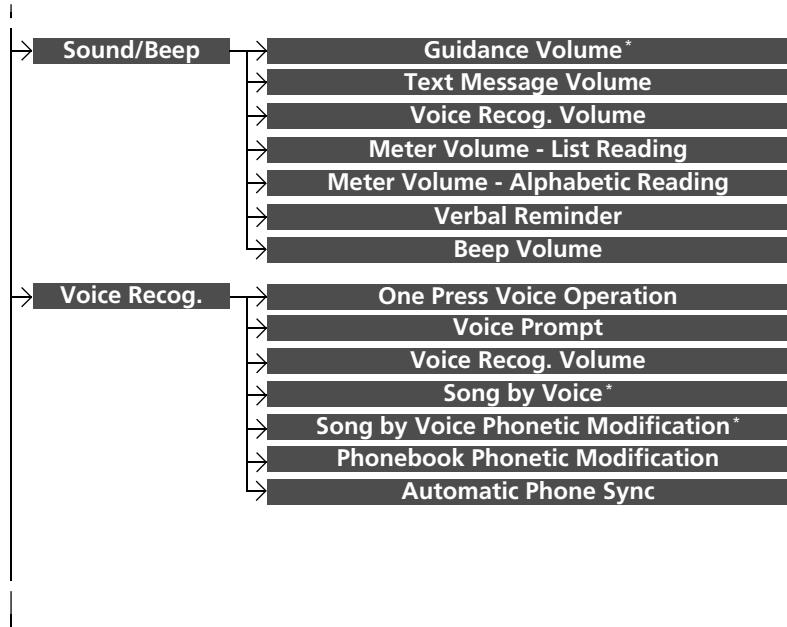 Sound/Beep
Guidance Volume*
Text Message Volume
Voice Recog. Volume
Meter Volume - List Reading
Meter Volume - Alphabetic Reading
Verbal Reminder
Beep Volume
Voice Recog.
One Press Voice Operation
Voice Prompt
Voice Recog. Volume
Song by Voice*
Song by Voice Phonetic Modification*
Phonebook Phonetic Modification
Automatic Phone Sync